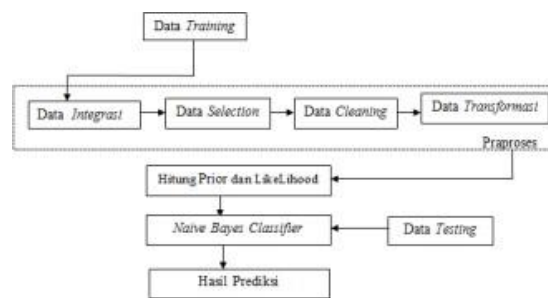 Data Training
Data Integrasi
Data Selection
Data Cleaning
Data Transformasi
Praproses
Hitung Prior dan LikeLihood
Naive Bayes Classifier
Data Testing
Hasil Prediksi